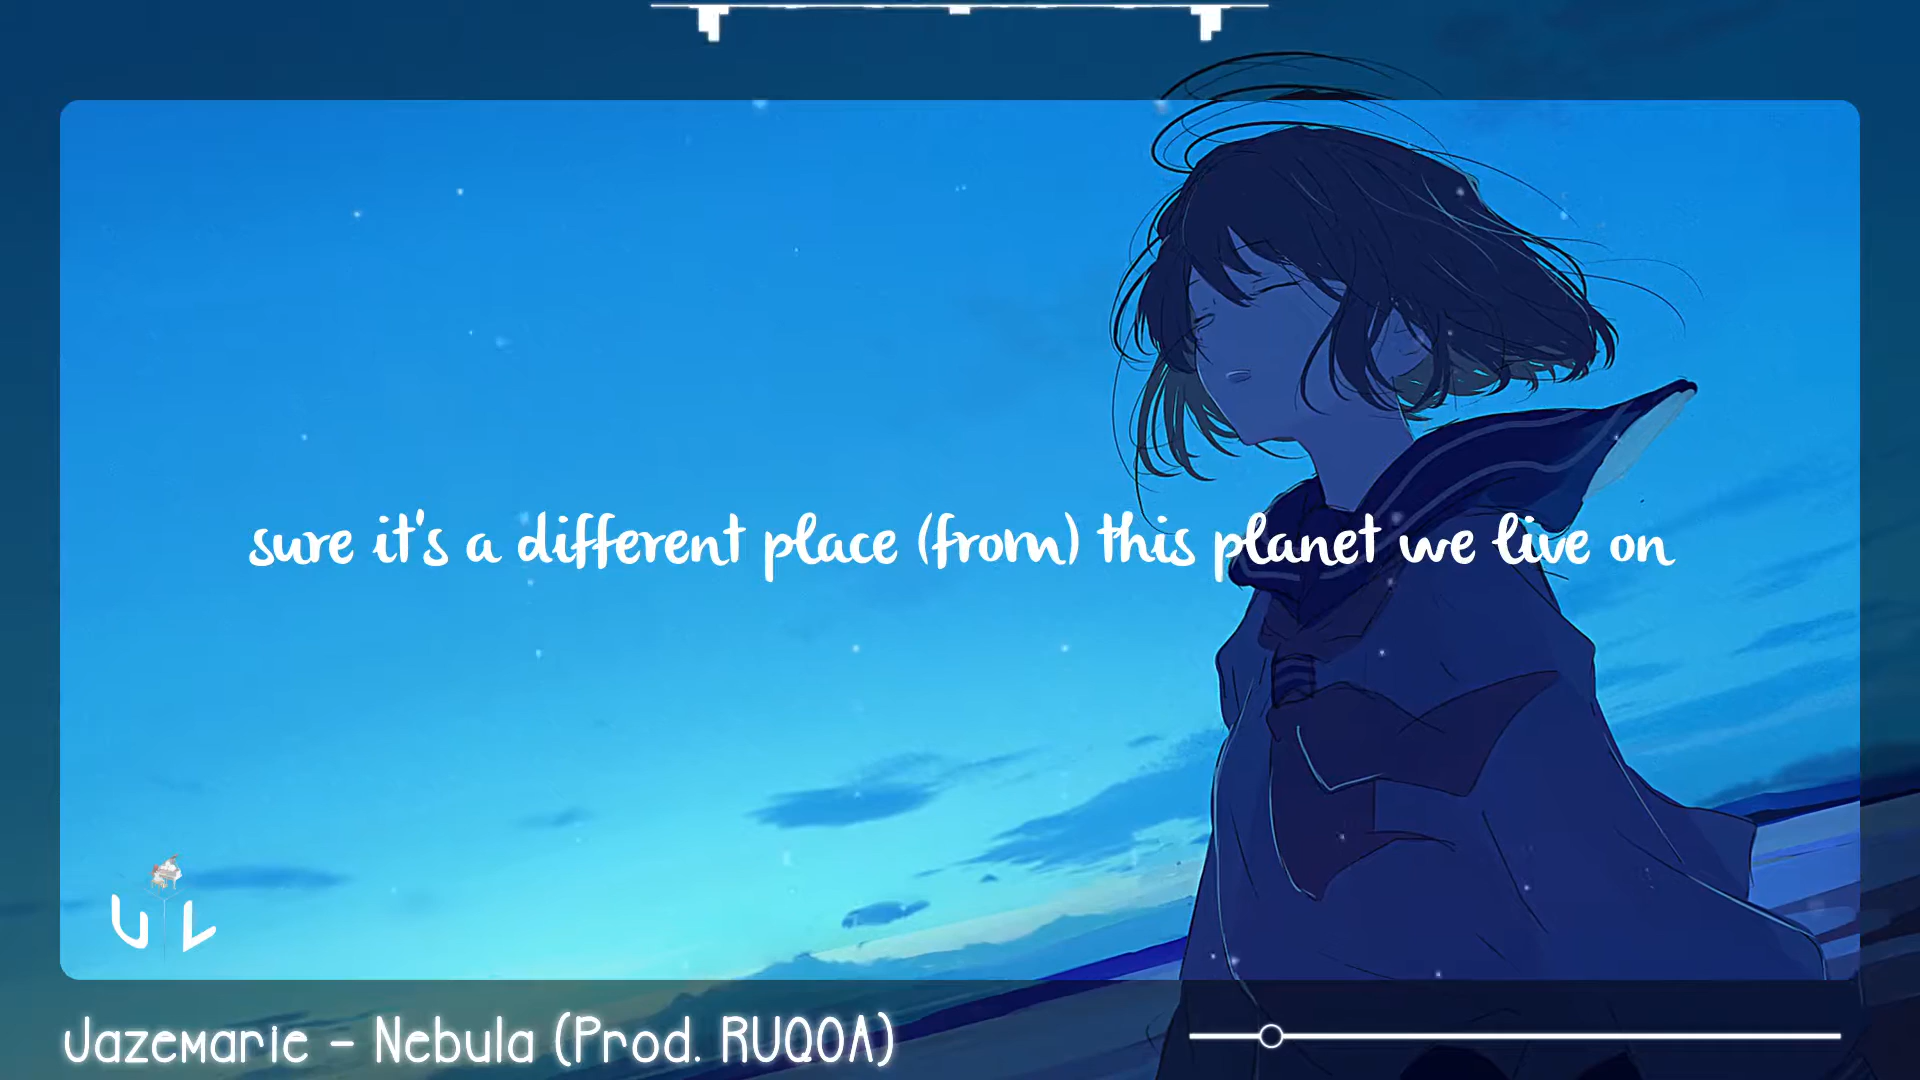 sure it's a different place (from) this planet we live on
U L
Jazemarie - Nebula (Prod. RUQOA)